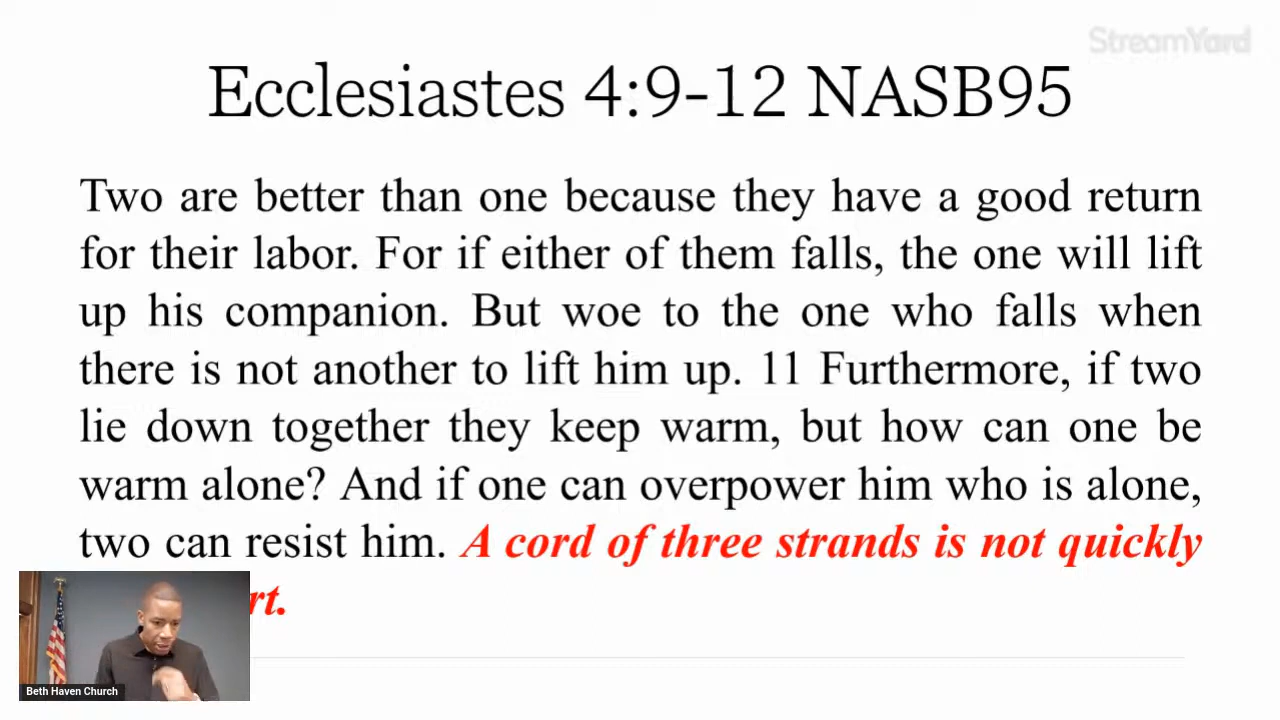 StreamYard
Ecclesiastes 4:9-12 NASB95
Two are better than one because they have a good return
for their labor. For if either of them falls, the one will lift
up his companion. But woe to the one who falls when
there is not another to lift him up. 11 Furthermore, if two
lie down together they keep warm, but how can one be
warm alone? And if one can overpower him who is alone,
two can resist him. A cord of three strands is not quickly
rt.
Beth Haven Church